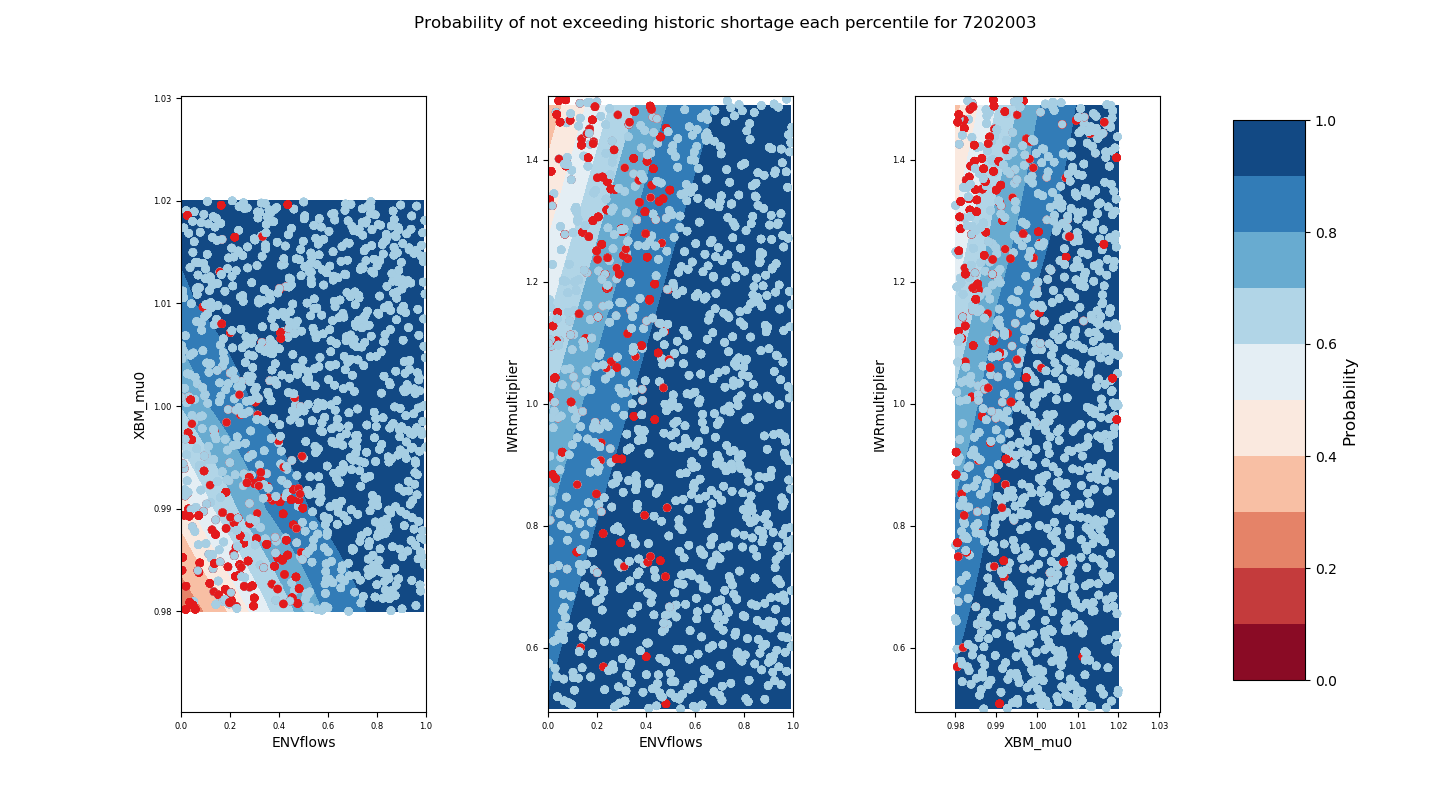 Probability of not exceeding historic shortage each percentile for 7202003
1.03
1.02
1.01
1.00
0.99
0.98
XBM_mu0
0.0 0.2 0.4 0.6 0.8 1.0
ENVflows
1.4
1.2
1.0
0.8
0.6
IWRmultiplier
0.0 0.2 0.4 0.6 0.8 1.0
ENVflows
1.4
1.2
1.0
0.8
0.6
IWRmultiplier
0.98 0.99 1.00 1.01 1.02 1.03
XBM_mu0
1.0
0.8
0.6
0.4
0.2
0.0
Probability